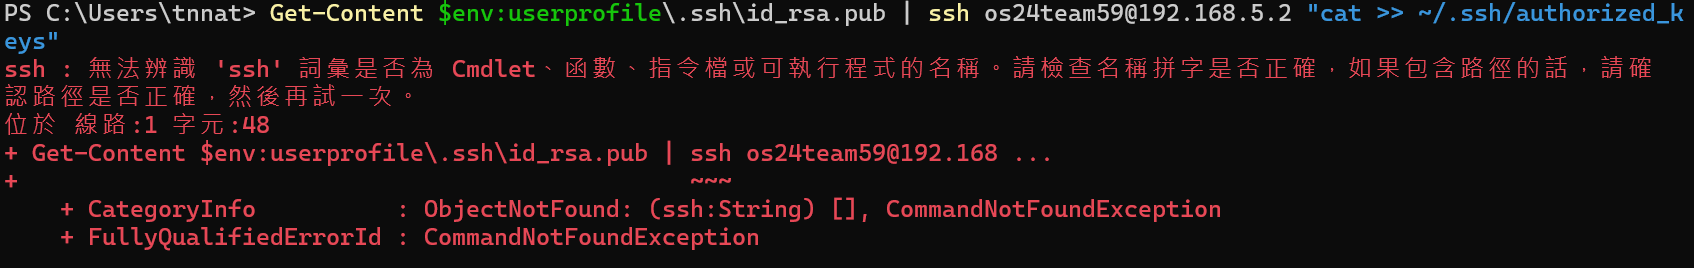 PS C:\Users\tnnat> Get-Content $env:userprofile\.ssh\id_rsa.pub | ssh os24team59@192.168.5.2 "cat >> ~/.ssh/authorized_k
eys"
ssh : 無法辨識 'ssh' 詞彙是否為 Cmdlet、函數、指令檔或可執行程式的名稱。請檢查名稱拼字是否正確，如果包含路徑的話，請確
認路徑是否正確，然後再試一次。
位於 線路:1 字元:48
+ Get-Content $env:userprofile\.ssh\id_rsa.pub | ssh os24team59@192.168 ...
+                                                ~~~
    + CategoryInfo          : ObjectNotFound: (ssh:String) [], CommandNotFoundException
    + FullyQualifiedErrorId : CommandNotFoundException